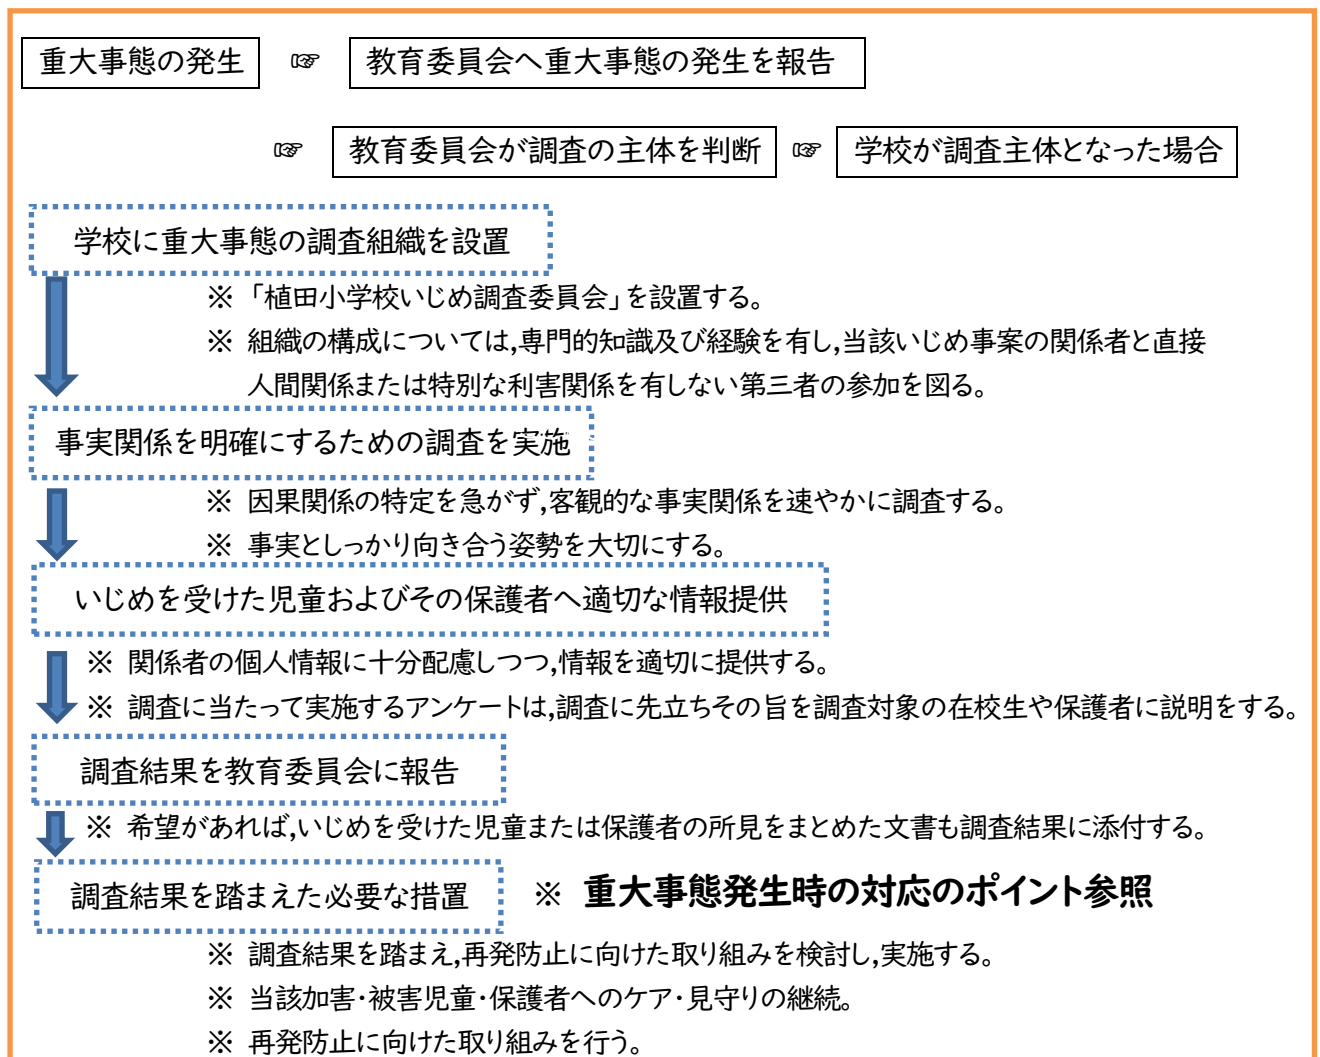 重大事態の発生 ☞ 教育委員会へ重大事態の発生を報告
☞ 教育委員会が調査の主体を判断 ☞ 学校が調査主体となった場合
学校に重大事態の調査組織を設置
※ 「植田小学校いじめ調査委員会」を設置する。
※ 組織の構成については,専門的知識及び経験を有し,当該いじめ事案の関係者と直接
人間関係または特別な利害関係を有しない第三者の参加を図る。
事実関係を明確にするための調査を実施
※ 因果関係の特定を急がず,客観的な事実関係を速やかに調査する。
※ 事実としっかり向き合う姿勢を大切にする。
いじめを受けた児童およびその保護者へ適切な情報提供
※ 関係者の個人情報に十分配慮しつつ,情報を適切に提供する。
※ 調査に当たって実施するアンケートは,調査に先立ちその旨を調査対象の在校生や保護者に説明をする。
調査結果を教育委員会に報告
※ 希望があれば,いじめを受けた児童または保護者の所見をまとめた文書も調査結果に添付する。
調査結果を踏まえた必要な措置 ※ 重大事態発生時の対応のポイント参照
※ 調査結果を踏まえ,再発防止に向けた取り組みを検討し,実施する。
※ 当該加害・被害児童・保護者へのケア・見守りの継続。
※ 再発防止に向けた取り組みを行う。